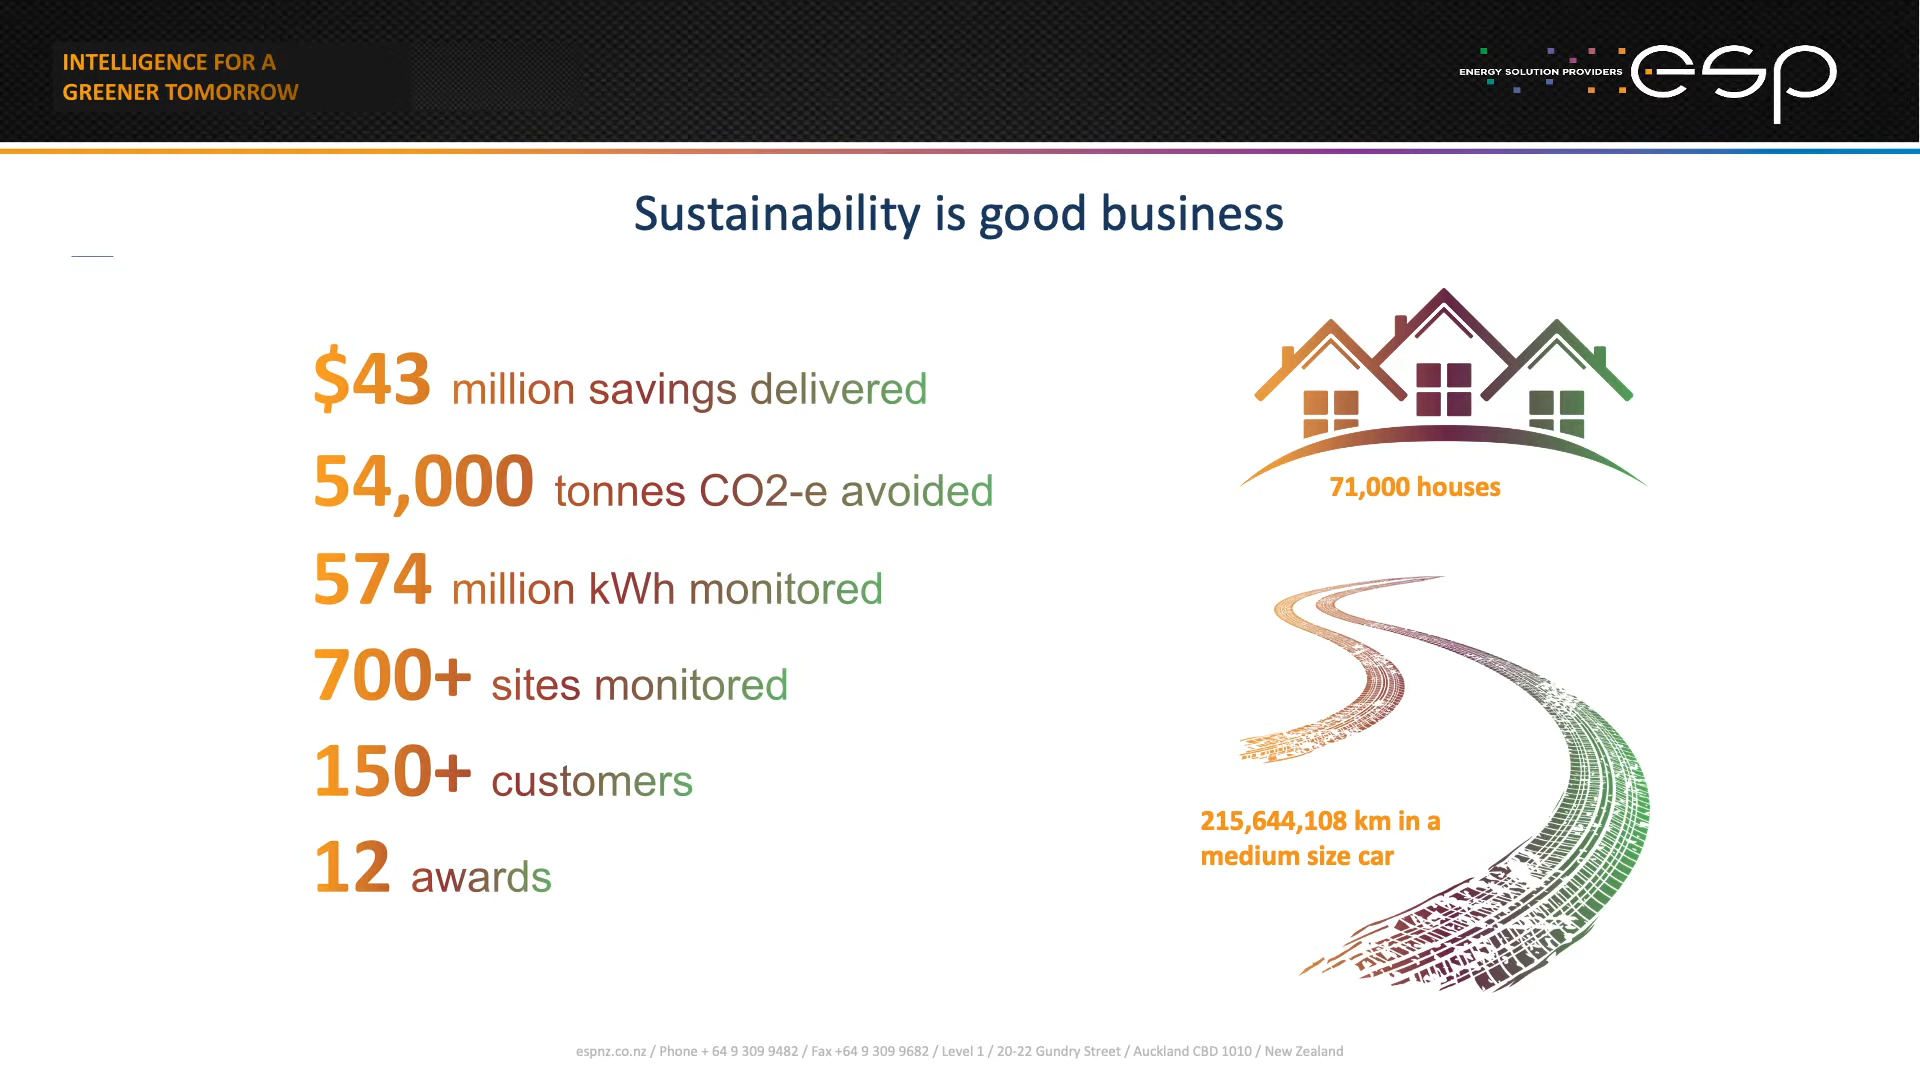 INTELLIGENCE FOR A
GREENER TOMORROW
ENERGY SOLUTION PROVIDERS esp
Sustainability is good business
$43 million savings delivered
54,000 tonnes CO2-e avoided
574 million kWh monitored
700+ sites monitored
150+ customers
12 awards
71,000 houses
215,644,108 km in a
medium size car
espnz.co.nz / Phone + 64 9 309 9482 / Fax +64 9 309 9682 / Level 1 / 20-22 Gundry Street / Auckland CBD 1010 / New Zealand